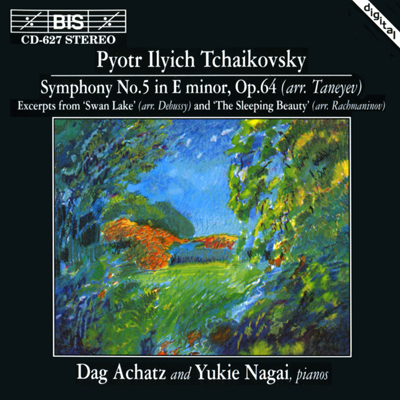 BIS
CD-627 STEREO
digital
Pyotr Ilyich Tchaikovsky
Symphony No.5 in E minor, Op.64 (arr. Taneyev)
Excerpts from ‘Swan Lake’ (arr. Debussy) and ‘The Sleeping Beauty’ (arr. Rachmaninov)
Dag Achatz and Yukie Nagai, pianos